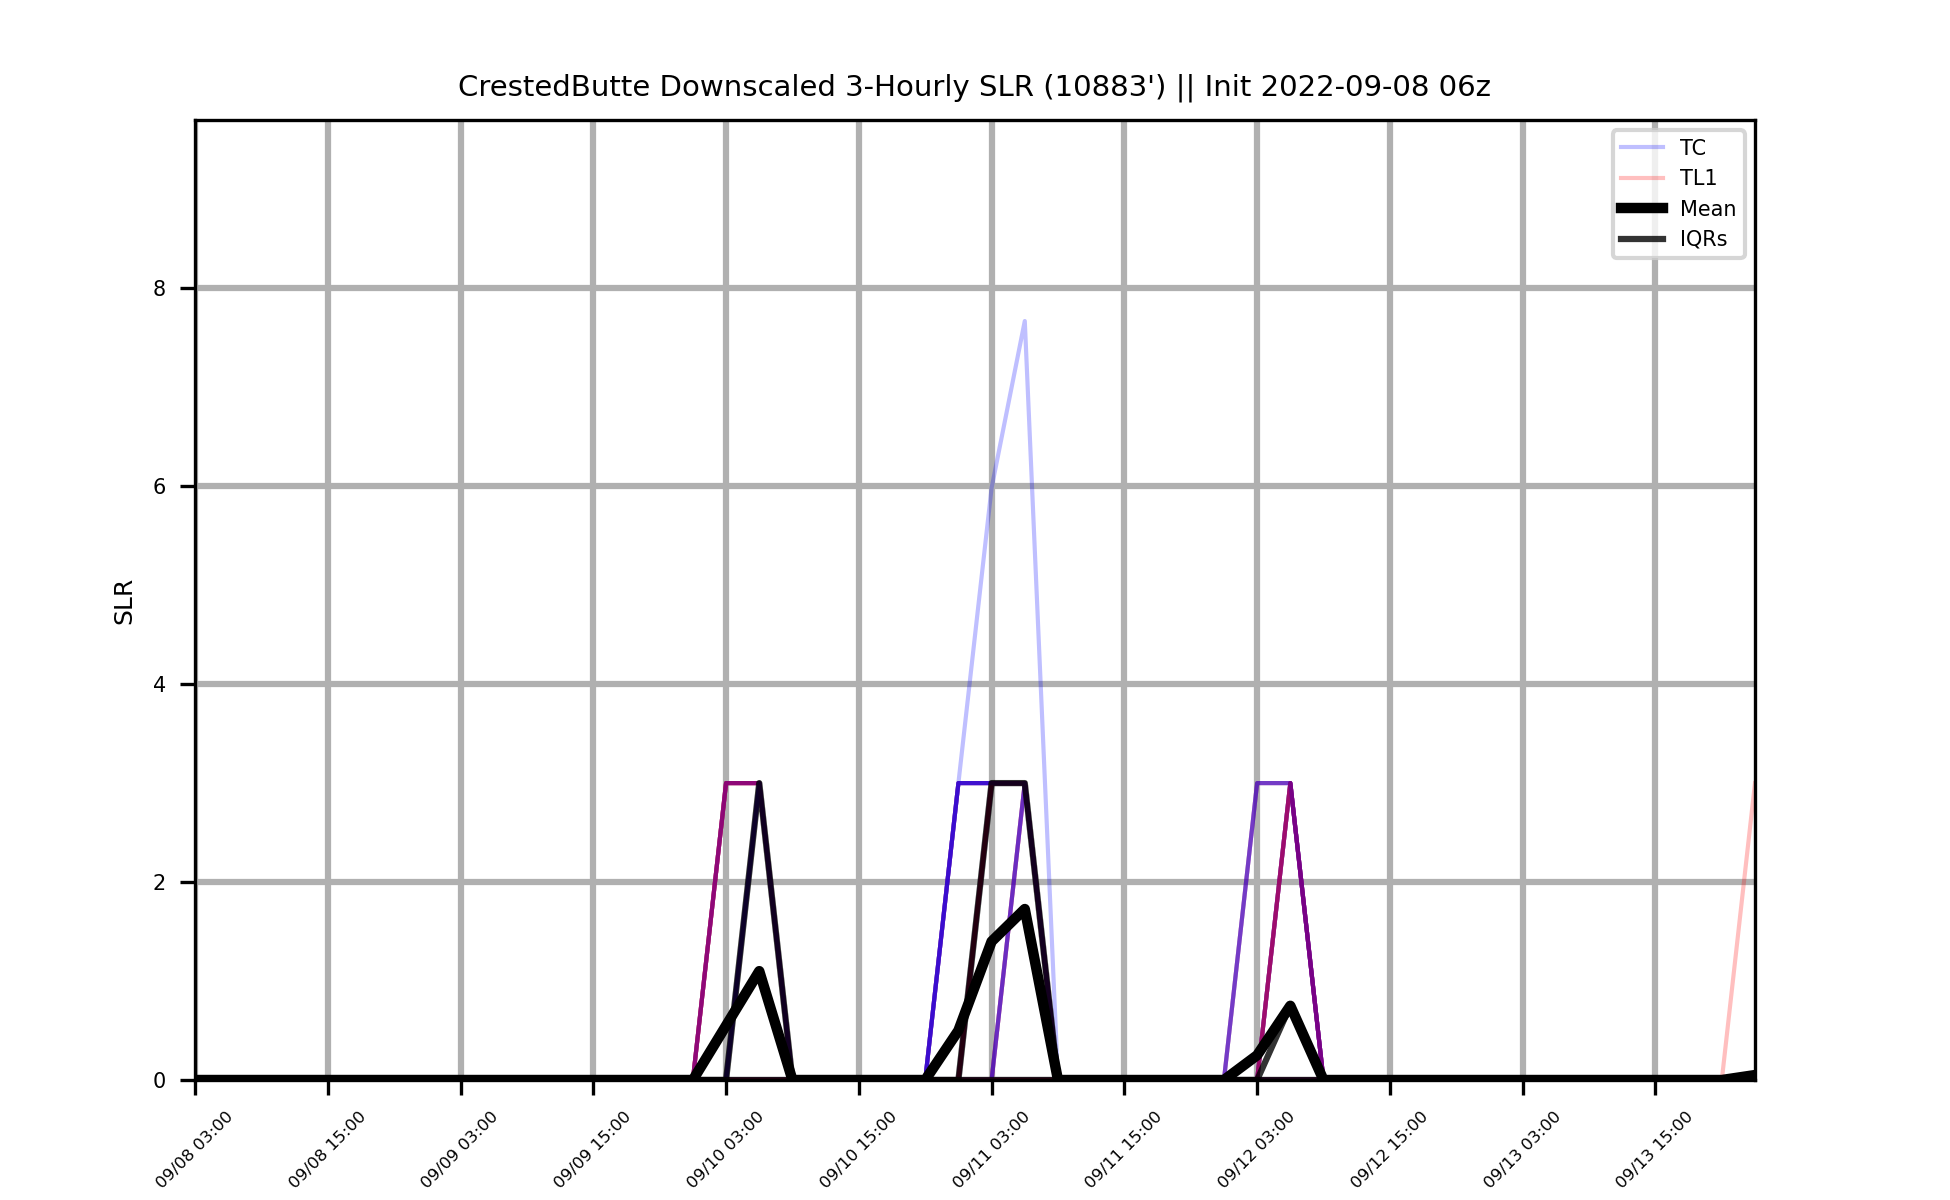 CrestedButte Downscaled 3-Hourly SLR (10883') || Init 2022-09-08 06z
TC
TL1
Mean
IQRs
SLR
8
6
4
2
0
09/08 03:00
09/08 15:00
09/09 03:00
09/09 15:00
09/10 03:00
09/10 15:00
09/11 03:00
09/11 15:00
09/12 03:00
09/12 15:00
09/13 03:00
09/13 15:00